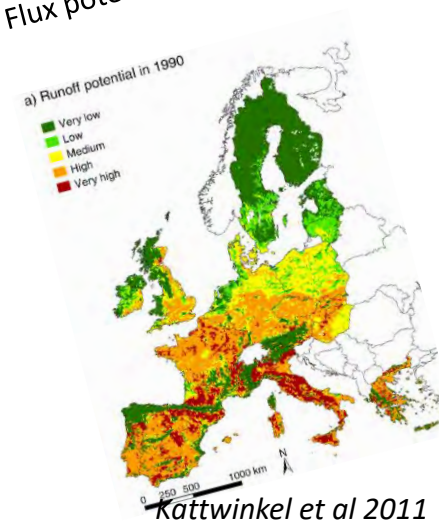 Flux
a) Runoff potential in 1990
Very low
Low
Medium
High
Very high
N
0 250 500 1000 km
Kattwinkel et al 2011